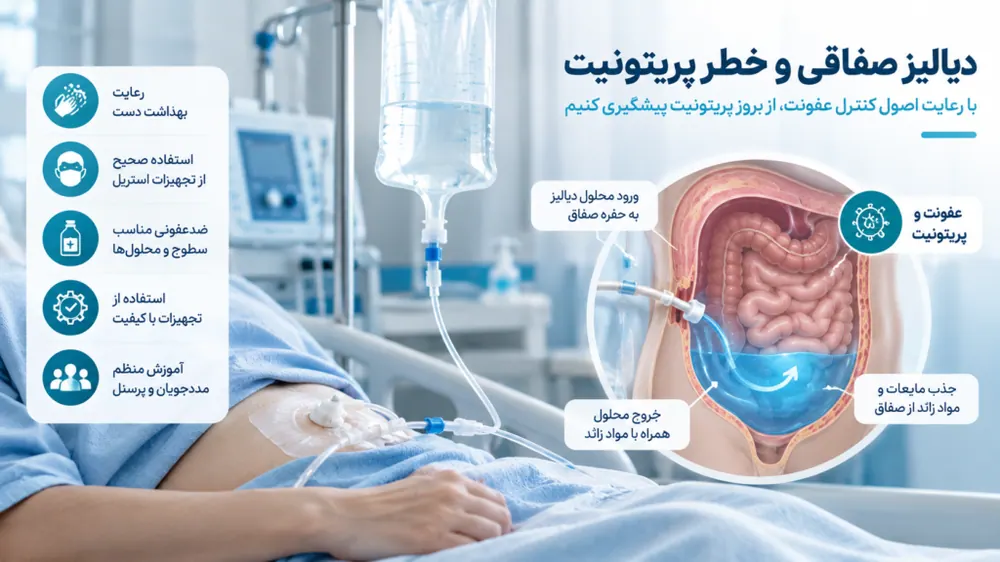 دیالیز صفاقی و خطر پریتونیت
با رعایت اصول کنترل عفونت، از بروز پریتونیت پیشگیری کنیم
رعایت
بهداشت دست
استفاده صحیح
از تجهیزات استریل
ضدعفونی مناسب
سطوح و محلول‌ها
استفاده از
تجهیزات با کیفیت
آموزش منظم
مددجویان و پرسنل
ورود محلول دیالیز
به حفره صفاق
عفونت و
پریتونیت
خروج محلول
همراه با مواد زائد
جذب مایعات و
مواد زائد از صفاق